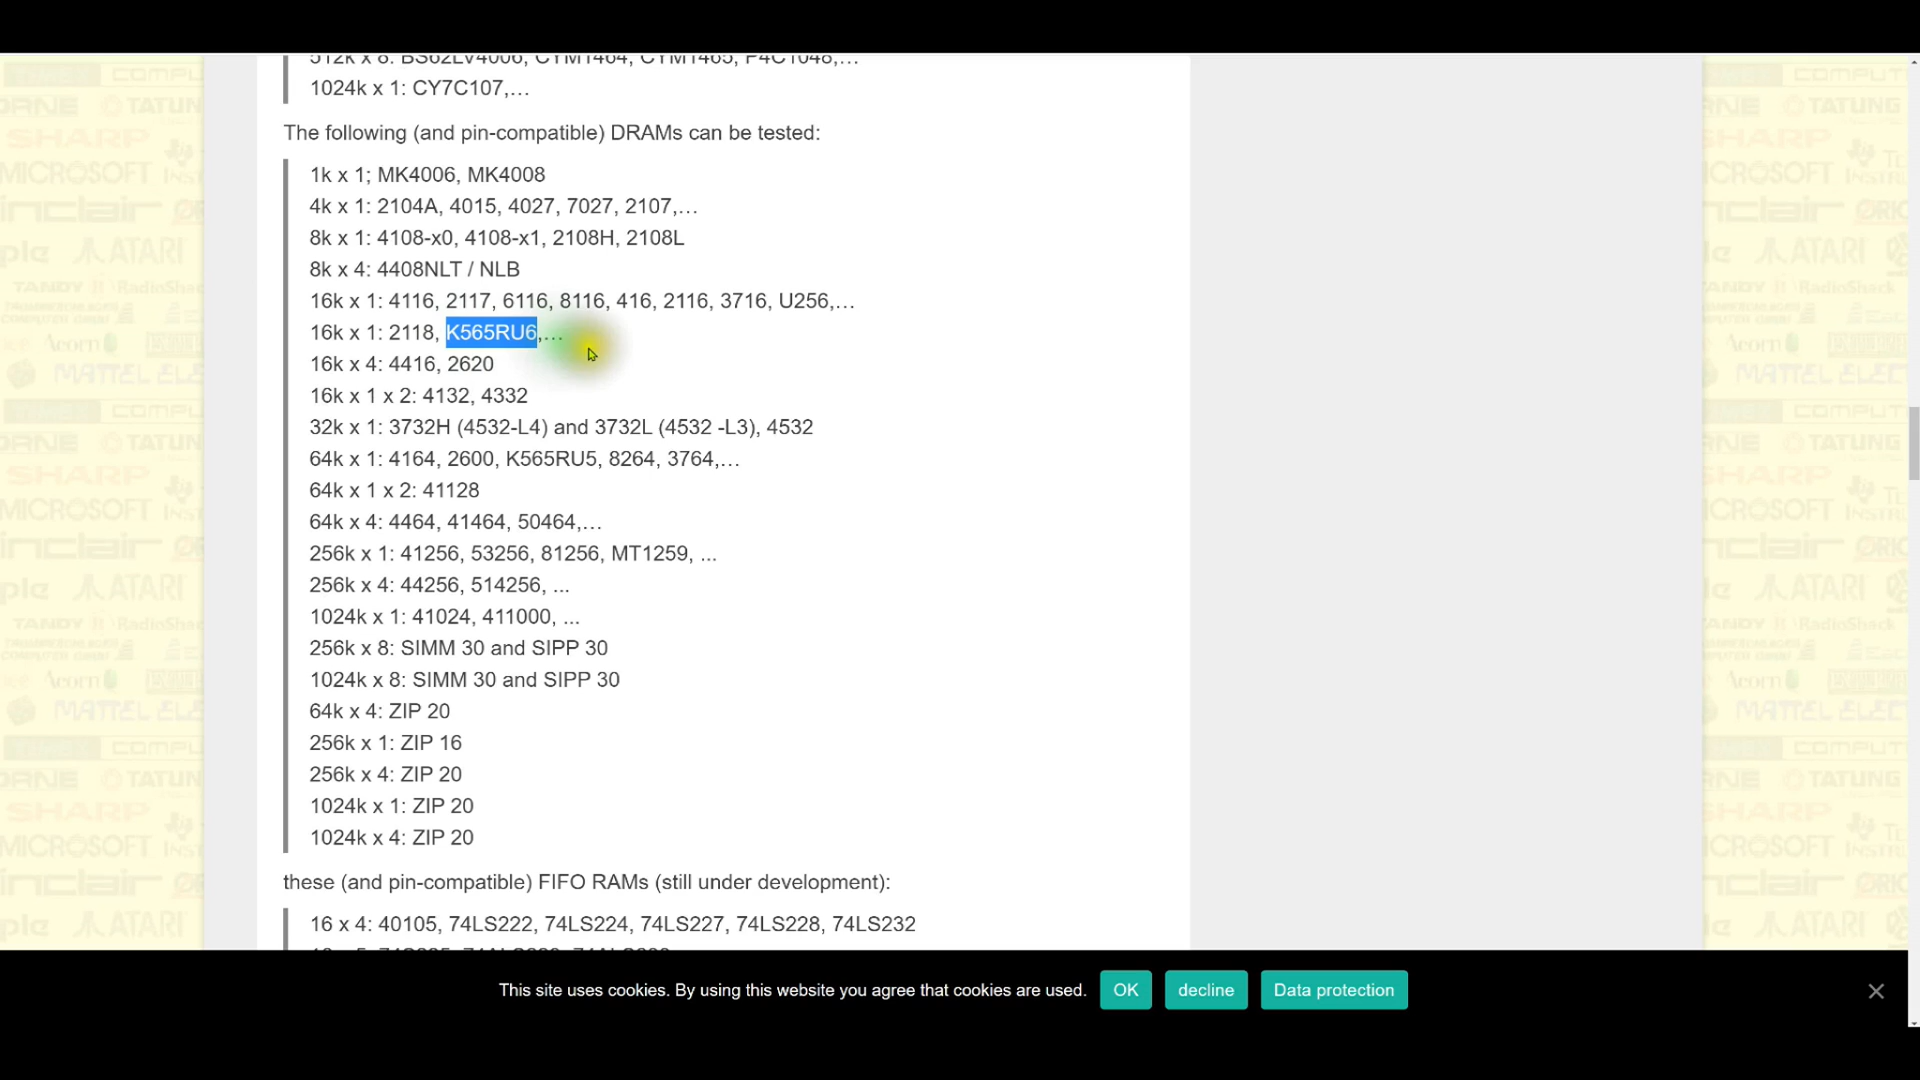 512k x 8: BS62LV4006, CYM1464, CYM1465, P4C1048,…
1024k x 1: CY7C107,…
The following (and pin-compatible) DRAMs can be tested:
1k x 1; MK4006, MK4008
4k x 1: 2104A, 4015, 4027, 7027, 2107,…
8k x 1: 4108-x0, 4108-x1, 2108H, 2108L
8k x 4: 4408NLT / NLB
16k x 1: 4116, 2117, 6116, 8116, 416, 2116, 3716, U256,…
16k x 1: 2118, K565RU6,…
16k x 4: 4416, 2620
16k x 1 x 2: 4132, 4332
32k x 1: 3732H (4532-L4) and 3732L (4532 -L3), 4532
64k x 1: 4164, 2600, K565RU5, 8264, 3764,…
64k x 1 x 2: 41128
64k x 4: 4464, 41464, 50464,…
256k x 1: 41256, 53256, 81256, MT1259, ...
256k x 4: 44256, 514256, ...
1024k x 1: 41024, 411000, ...
256k x 8: SIMM 30 and SIPP 30
1024k x 8: SIMM 30 and SIPP 30
64k x 4: ZIP 20
256k x 1: ZIP 16
256k x 4: ZIP 20
1024k x 1: ZIP 20
1024k x 4: ZIP 20
these (and pin-compatible) FIFO RAMs (still under development):
16 x 4: 40105, 74LS222, 74LS224, 74LS227, 74LS228, 74LS232
This site uses cookies. By using this website you agree that cookies are used. OK decline Data protection